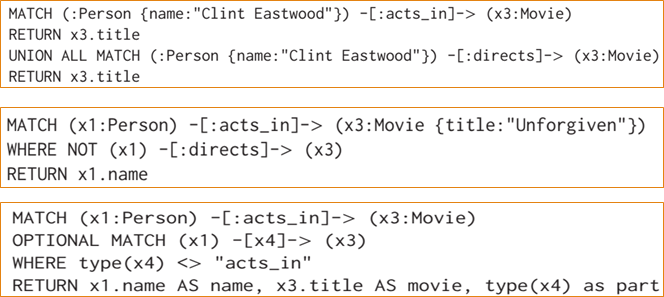 MATCH (:Person {name:"Clint Eastwood"}) -[:acts_in]-> (x3:Movie)
RETURN x3.title
UNION ALL MATCH (:Person {name:"Clint Eastwood"}) -[:directs]-> (x3:Movie)
RETURN x3.title
MATCH (x1:Person) -[:acts_in]-> (x3:Movie {title:"Unforgiven"})
WHERE NOT (x1) -[:directs]-> (x3)
RETURN x1.name
MATCH (x1:Person) -[:acts_in]-> (x3:Movie)
OPTIONAL MATCH (x1) -[x4]-> (x3)
WHERE type(x4) <> "acts_in"
RETURN x1.name AS name, x3.title AS movie, type(x4) as part